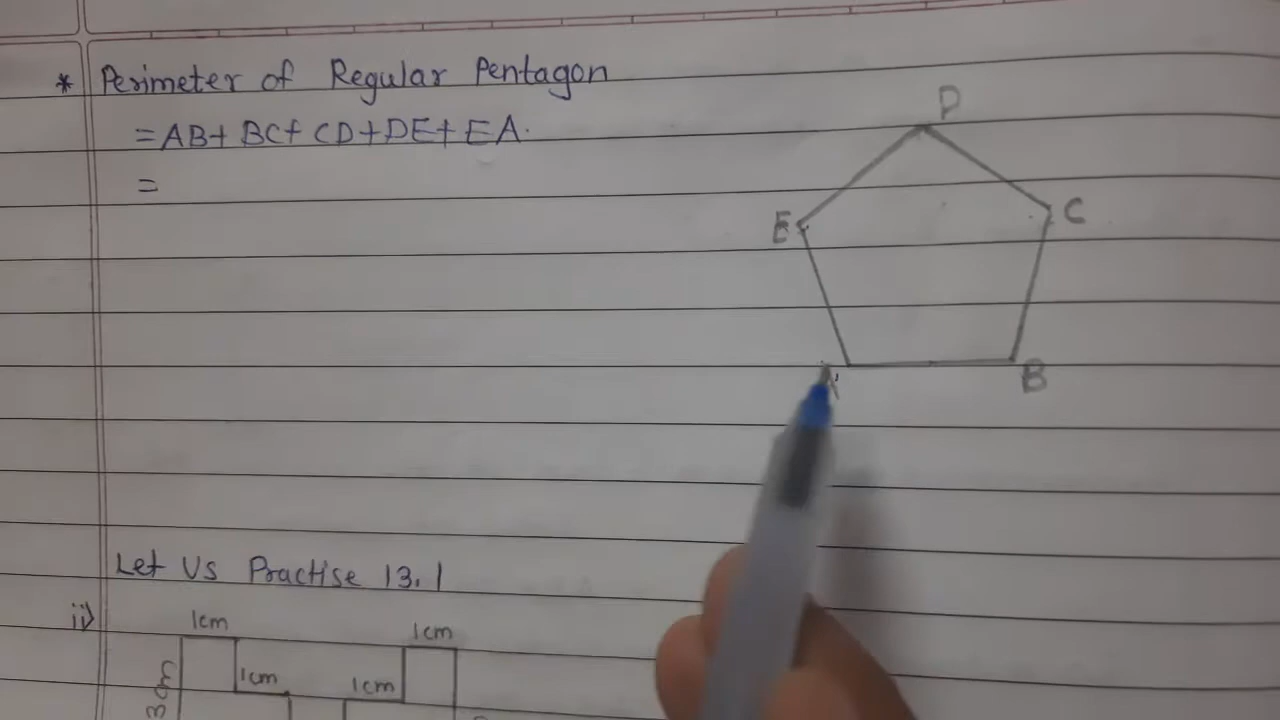 * Perimeter of Regular Pentagon
= AB + BC + CD + DE + EA.
=
D
E
C
A
B
Let Us Practise 13.1
ii)
1cm
1cm
1cm
1cm
3cm